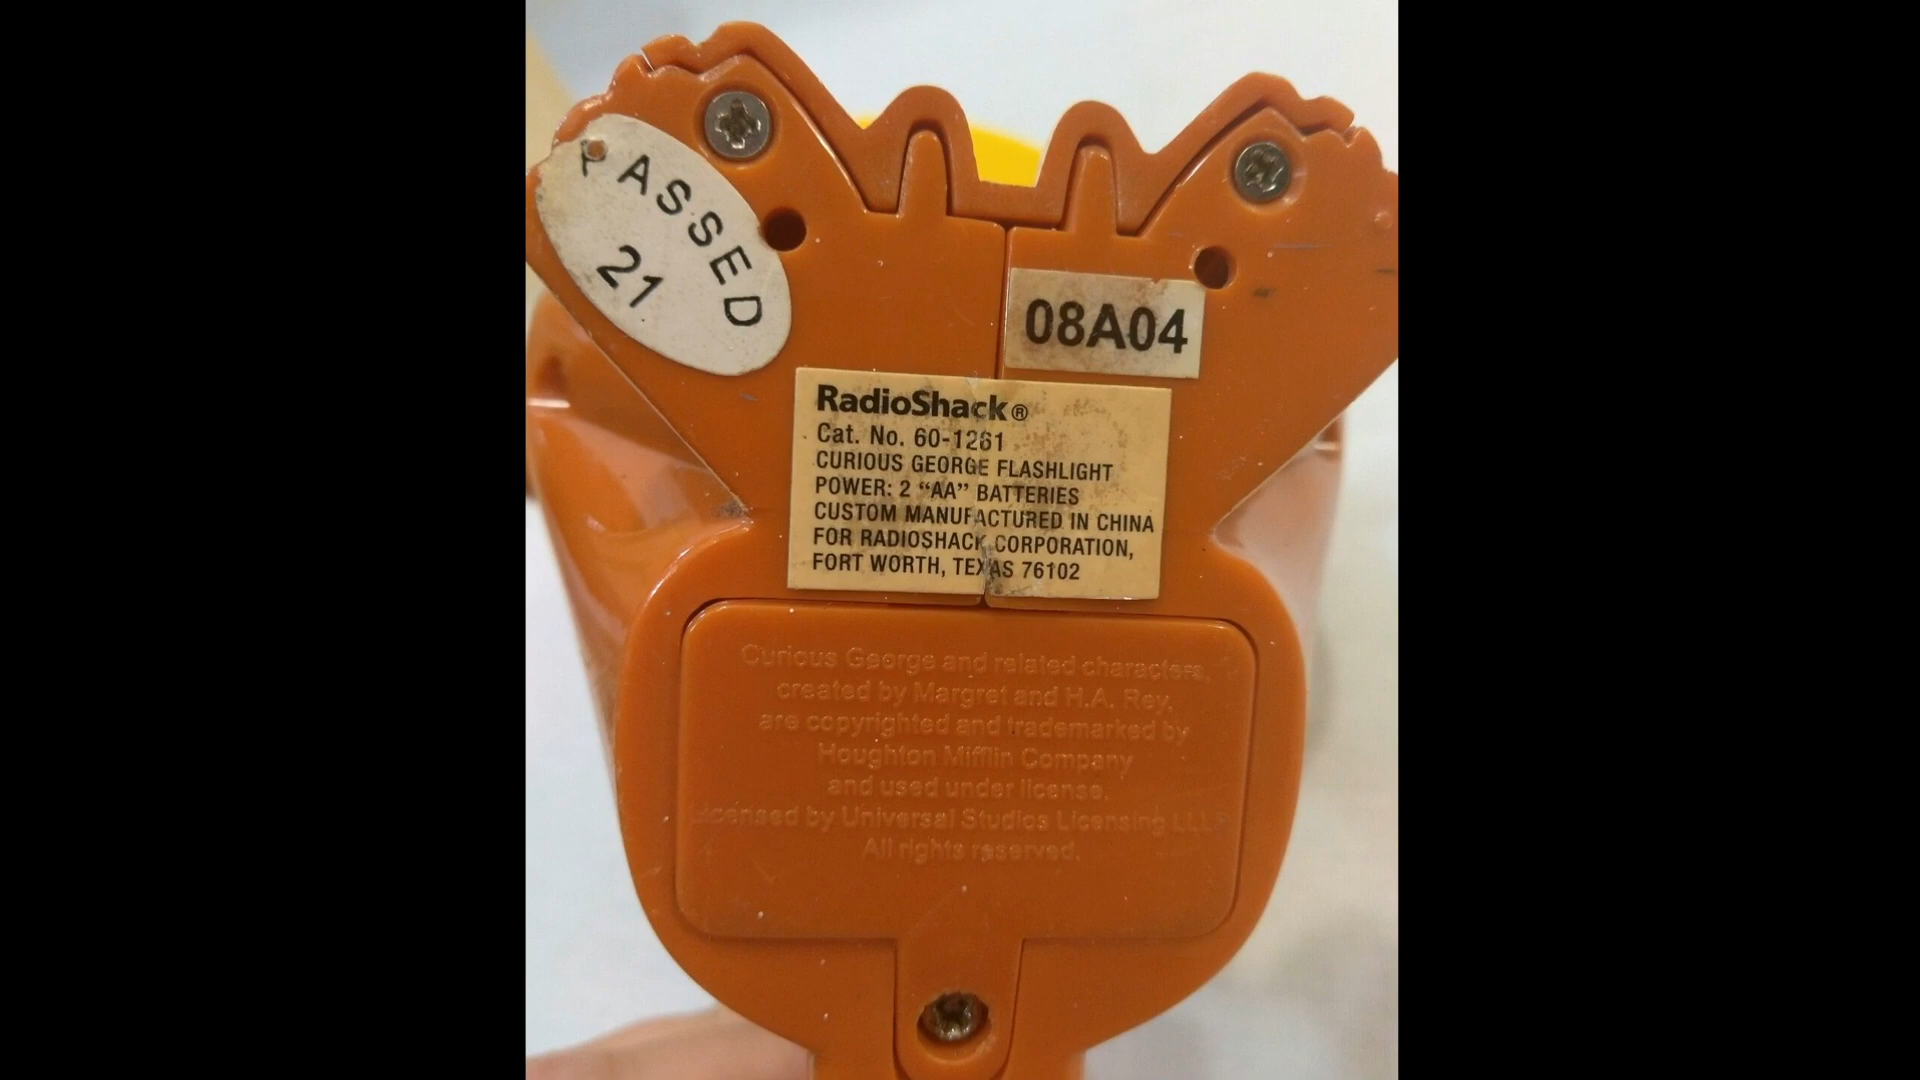 PASSED
21
08A04
RadioShack®
Cat. No. 60-1261
CURIOUS GEORGE FLASHLIGHT
POWER: 2 “AA” BATTERIES
CUSTOM MANUFACTURED IN CHINA
FOR RADIOSHACK CORPORATION,
FORT WORTH, TEXAS 76102
Curious George and related characters,
created by Margret and H.A. Rey,
are copyrighted and trademarked by
Houghton Mifflin Company
and used under license.
Licensed by Universal Studios Licensing LLLP
All rights reserved.